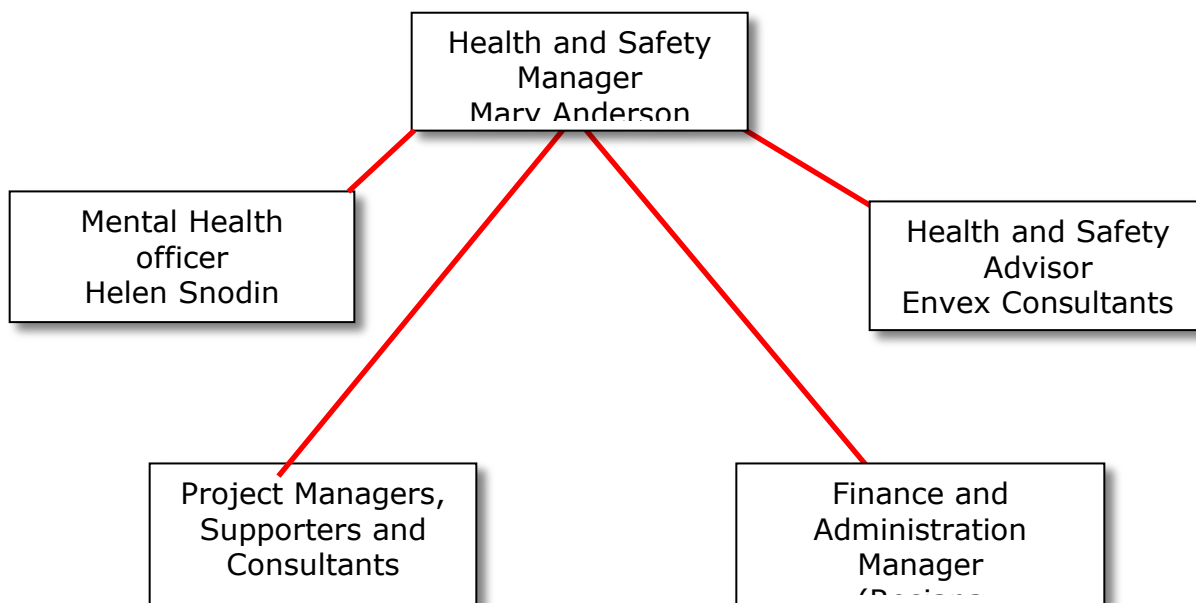 Health and Safety
Manager
Mary Anderson
Mental Health
officer
Helen Snodin
Health and Safety
Advisor
Envex Consultants
Project Managers,
Supporters and
Consultants
Finance and
Administration
Manager